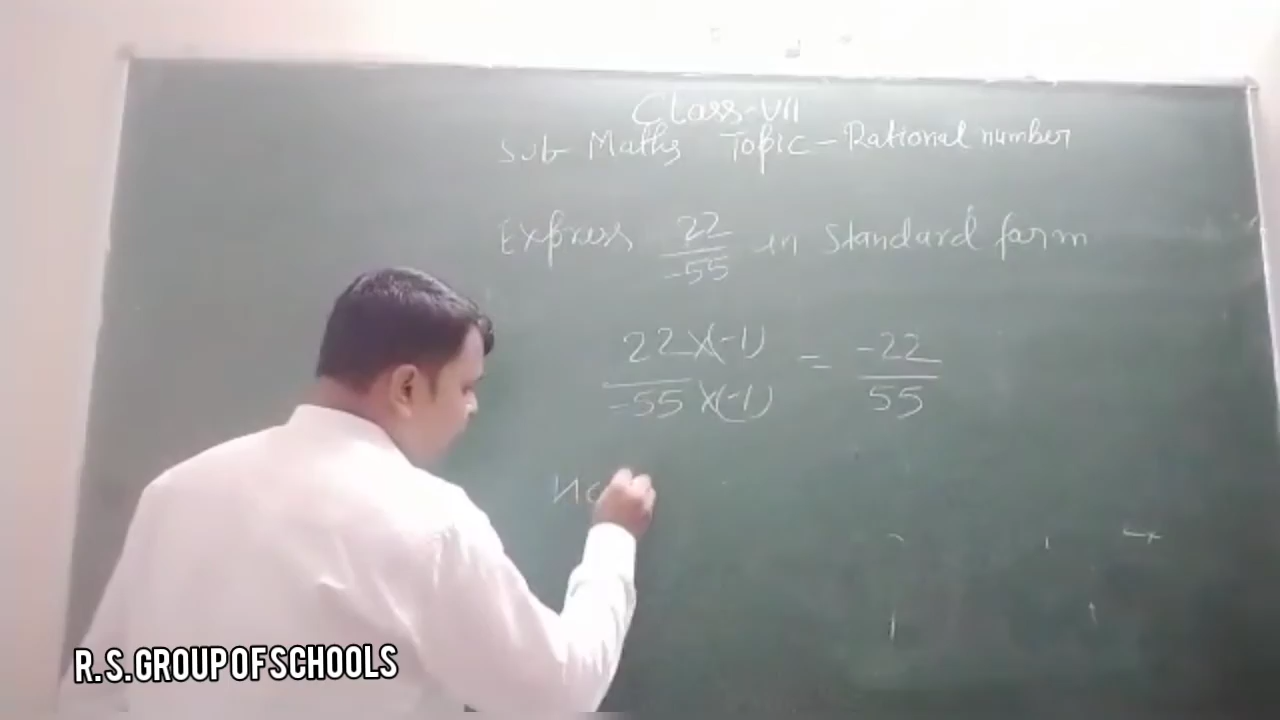 Class-VII
Sub- Maths Topic - Rational number
Express 22/-55 in Standard form
22×(-1)/-55×(-1) = -22/55
R.S. GROUP OF SCHOOLS